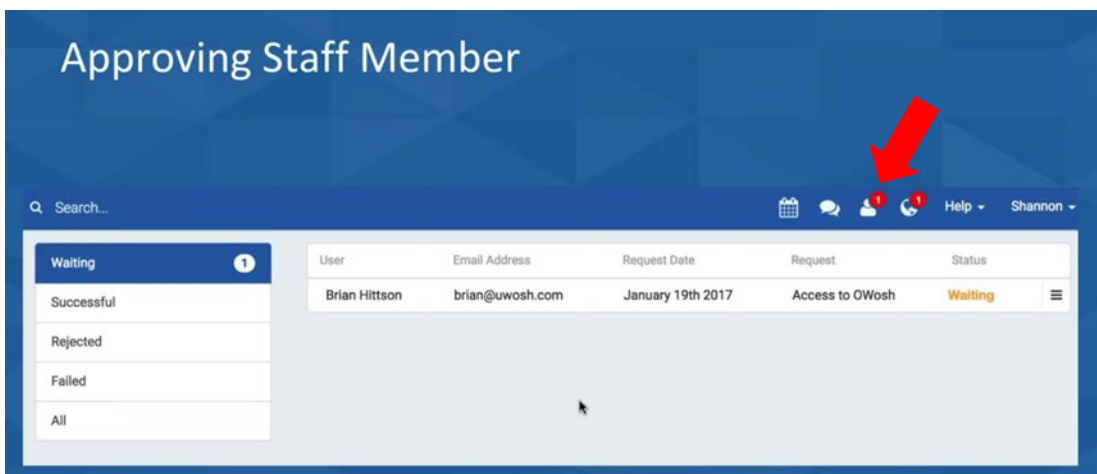 Approving Staff Member
Search... 1 1 Help Shannon
Waiting 1
Successful
Rejected
Failed
All
User Email Address Request Date Request Status
Brian Hittson brian@uwosh.com January 19th 2017 Access to OWosh Waiting